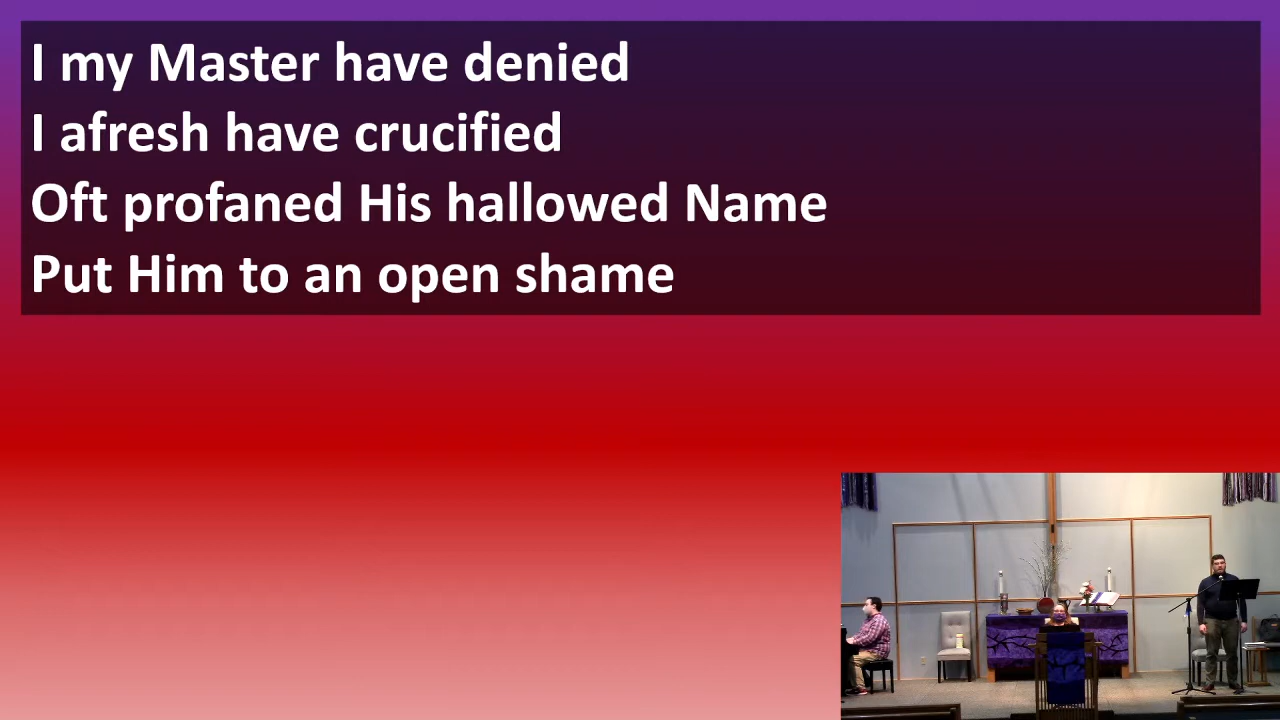 I my Master have denied
I afresh have crucified
Oft profaned His hallowed Name
Put Him to an open shame